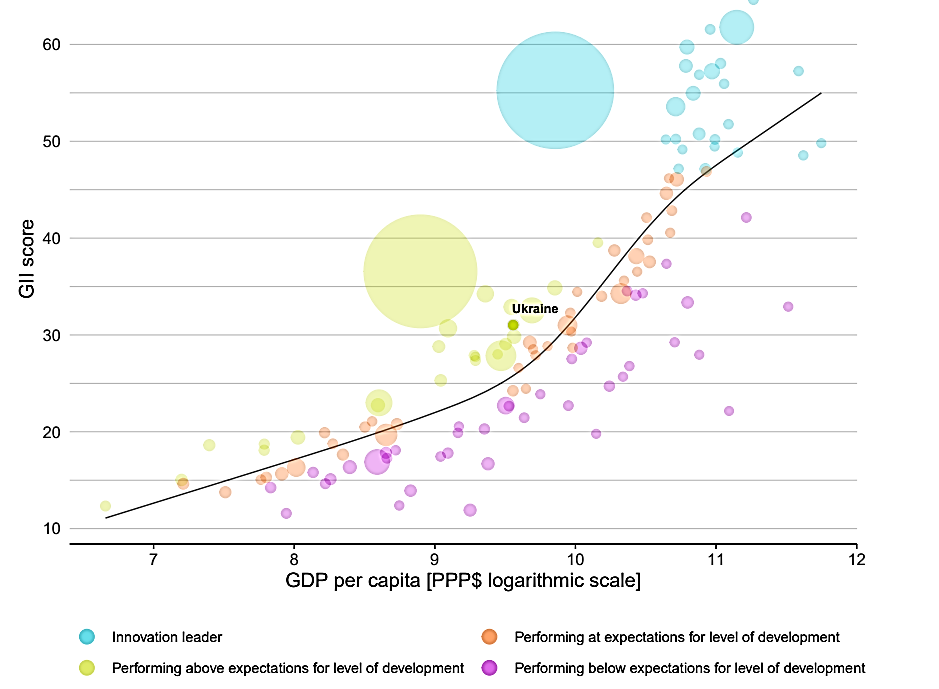 60
50
40
30
20
10
GII score
Ukraine
7 8 9 10 11 12
GDP per capita [PPP$ logarithmic scale]
Innovation leader
Performing at expectations for level of development
Performing above expectations for level of development
Performing below expectations for level of development